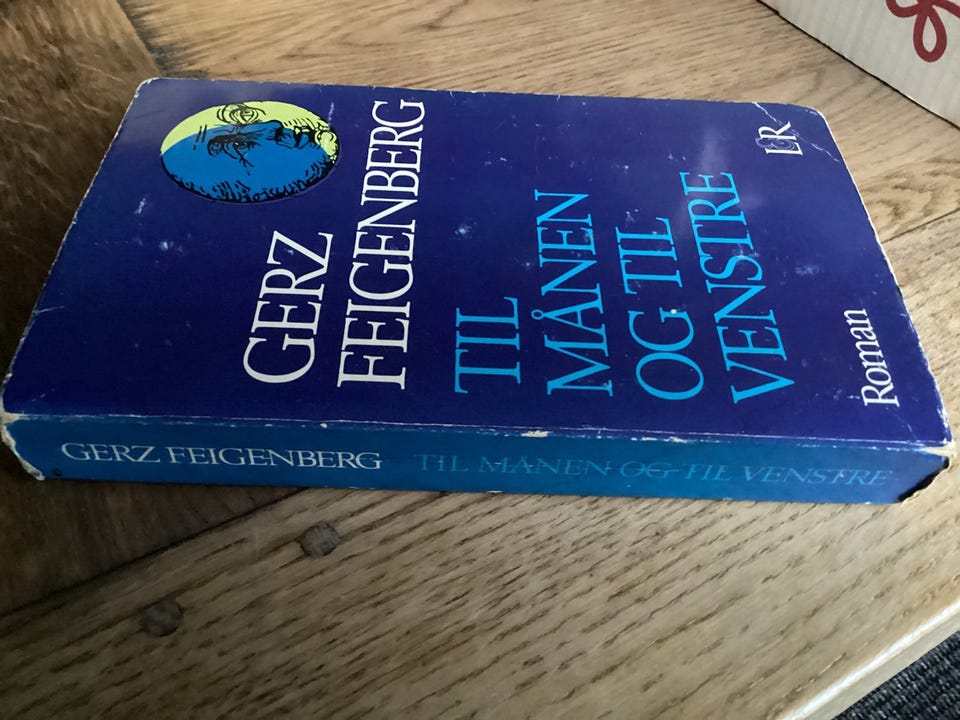 GERZ
FEIGENBERG
TIL
MÅNEN
OG TIL
VENSTRE
Roman
L&R
GERZ FEIGENBERG TIL MÅNEN OG TIL VENSTRE